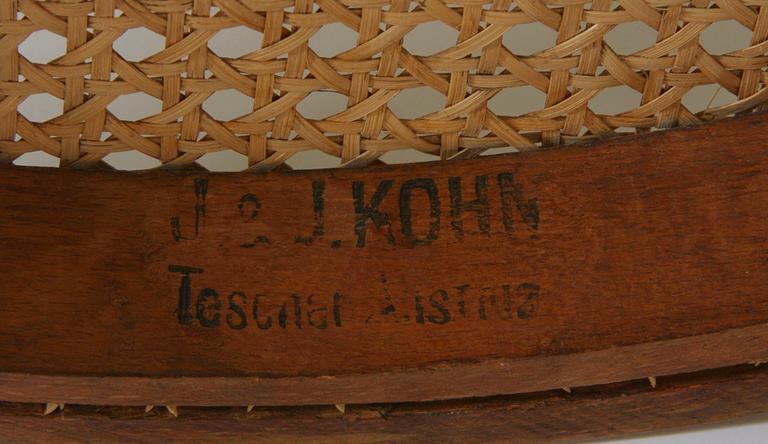 J. & J. KOHN
Teschen Austria